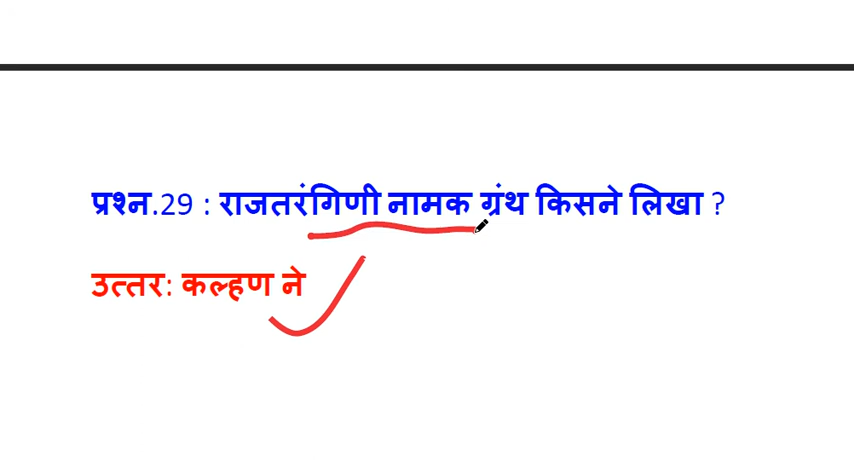 प्रश्न.29 : राजतरंगिणी नामक ग्रंथ किसने लिखा ?
उत्तर: कल्हण ने